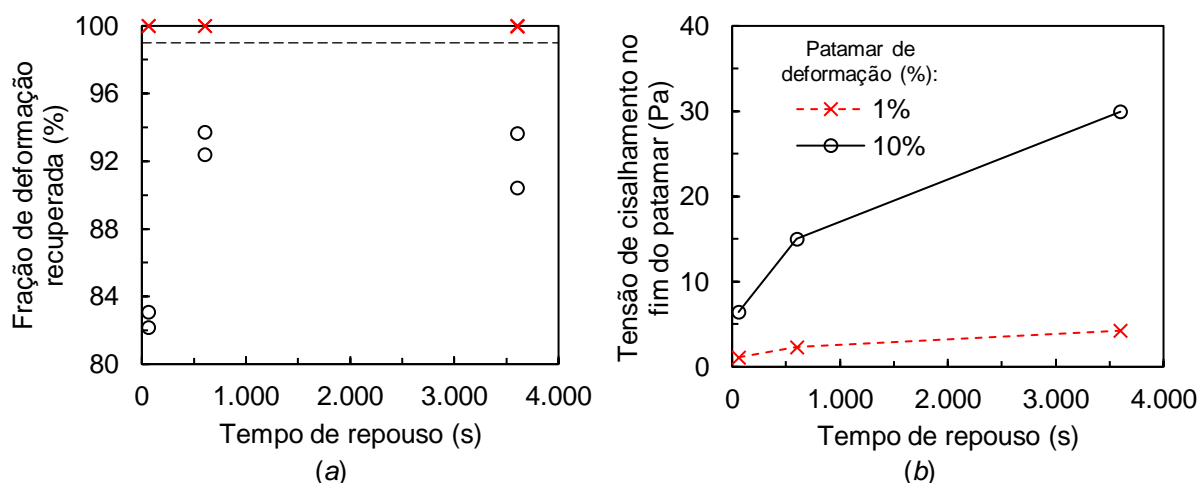 Fração de deformação
recuperada (%)
100
96
92
88
84
80
0
1.000
2.000
3.000
4.000
Tempo de repouso (s)
(a)
Tensão de cisalhamento no
fim do patamar (Pa)
40
30
20
10
0
Patamar de
deformação (%):
1%
10%
0
1.000
2.000
3.000
4.000
Tempo de repouso (s)
(b)